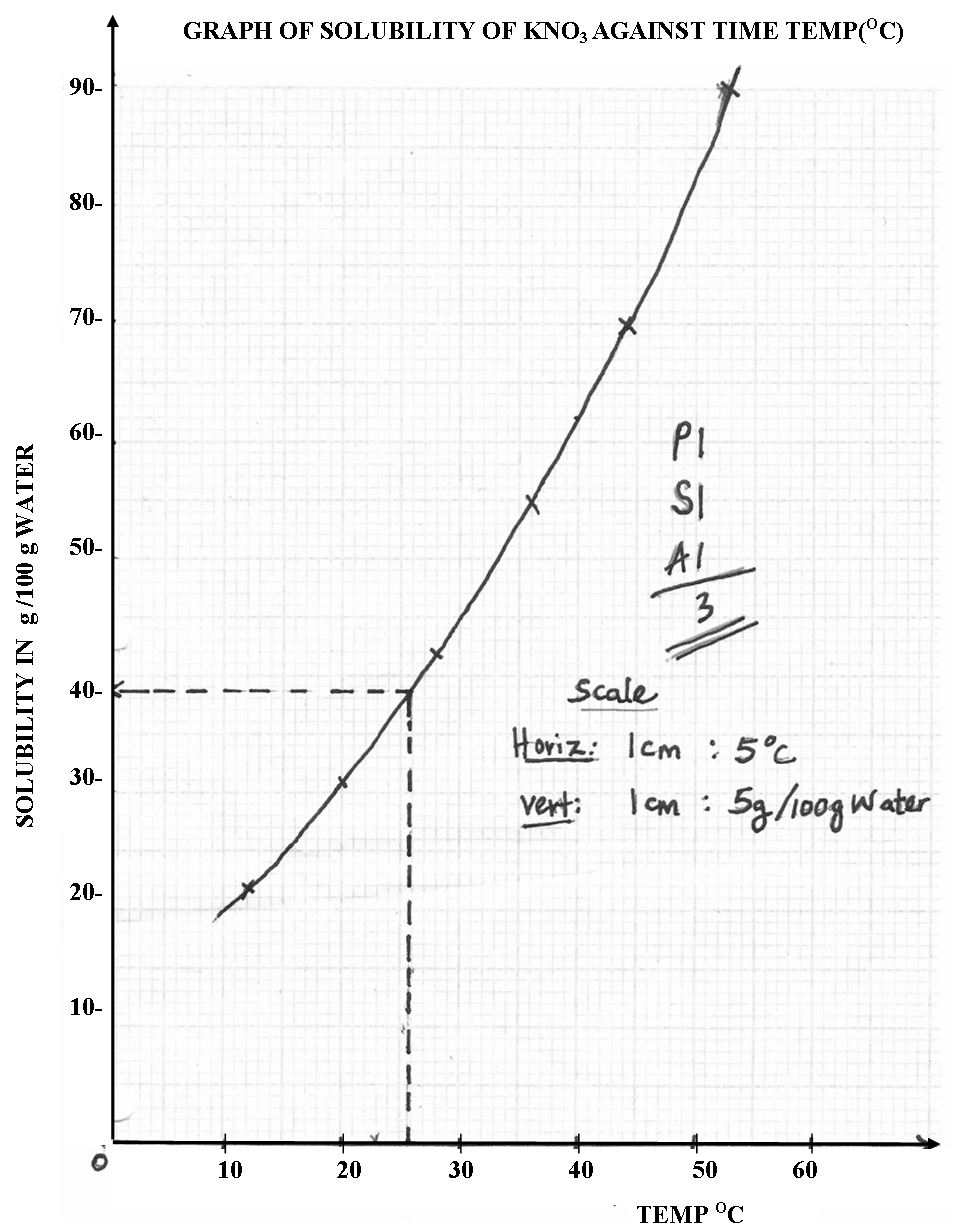 GRAPH OF SOLUBILITY OF KNO₃ AGAINST TIME TEMP(ᴼC)
90-
80-
70-
60-
50-
40-
30-
20-
10-
SOLUBILITY IN g /100 g WATER
P1
S1
A1
3
Scale
Horiz: 1cm : 5°C
Vert: 1cm : 5g/100g Water
0
10 20 30 40 50 60
TEMP ᴼC